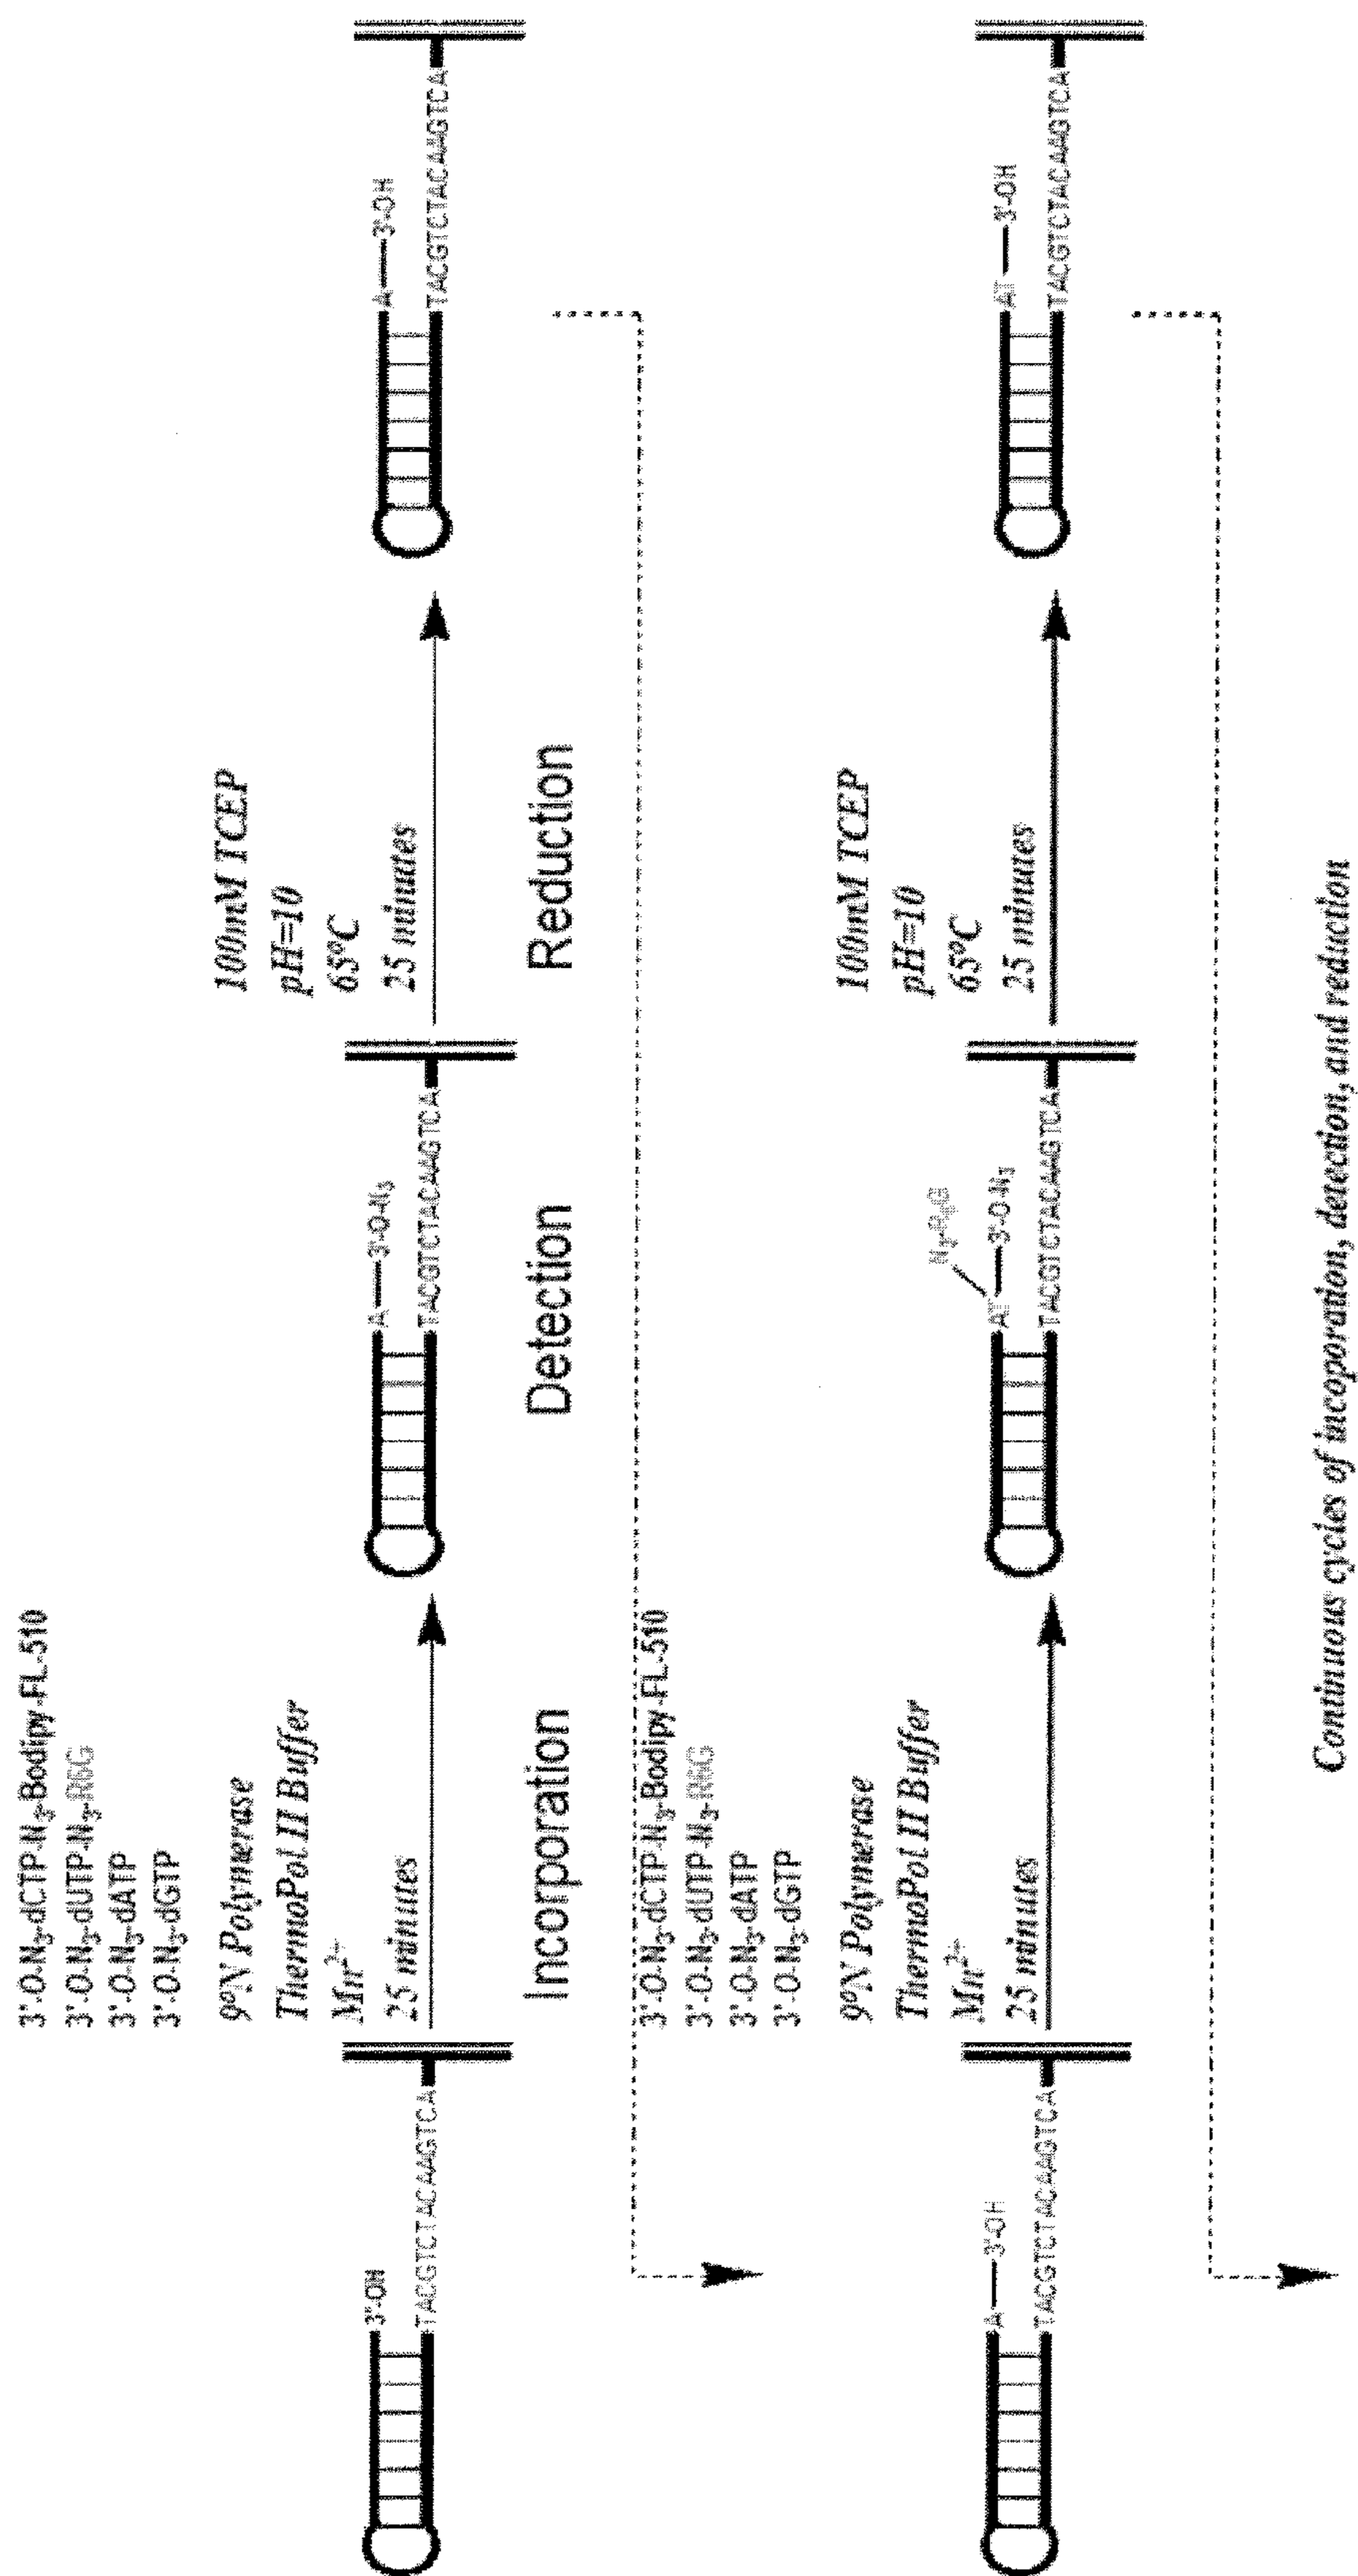 3'-O-N3-dCTP-N3-Bodipy-FL-510
3'-O-N3-dUTP-N3-R6G
3'-O-N3-dATP
3'-O-N3-dGTP
9°N Polymerase
ThermoPol II Buffer
Mn2+
25 minutes
100mM TCEP
pH=10
65°C
25 minutes
3'-OH
TACGTCTACAAGTCA
A 3'-O-N3
TACGTCTACAAGTCA
A 3'-OH
TACGTCTACAAGTCA
Incorporation
Detection
Reduction
3'-O-N3-dCTP-N3-Bodipy-FL-510
3'-O-N3-dUTP-N3-R6G
3'-O-N3-dATP
3'-O-N3-dGTP
9°N Polymerase
ThermoPol II Buffer
Mn2+
25 minutes
100mM TCEP
pH=10
65°C
25 minutes
A 3'-OH
TACGTCTACAAGTCA
N3-R6G
AT 3'-O-N3
TACGTCTACAAGTCA
AT 3'-OH
TACGTCTACAAGTCA
Continuous cycles of incoporation, detection, and reduction